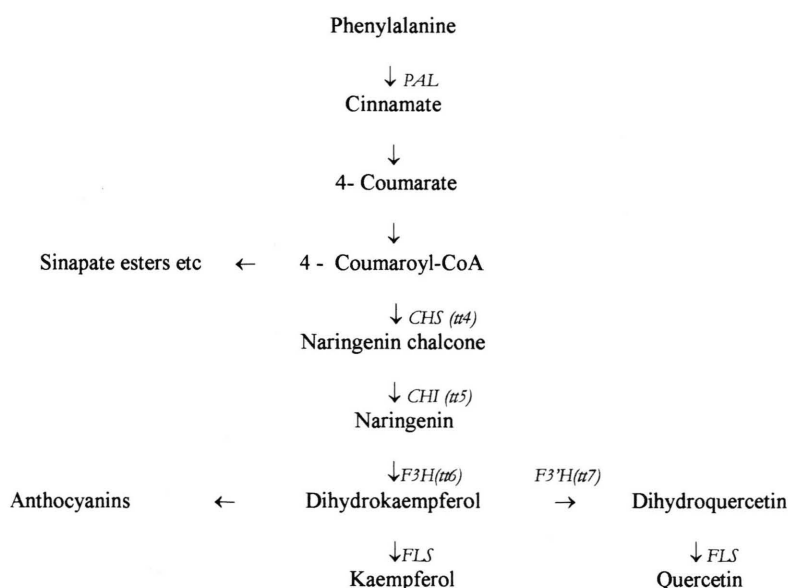 Phenylalanine
↓ PAL
Cinnamate
↓
4- Coumarate
↓
Sinapate esters etc ← 4 - Coumaroyl-CoA
↓ CHS (tt4)
Naringenin chalcone
↓ CHI (tt5)
Naringenin
↓F3H(tt6) F3'H(tt7)
Anthocyanins ← Dihydrokaempferol → Dihydroquercetin
↓FLS ↓ FLS
Kaempferol Quercetin